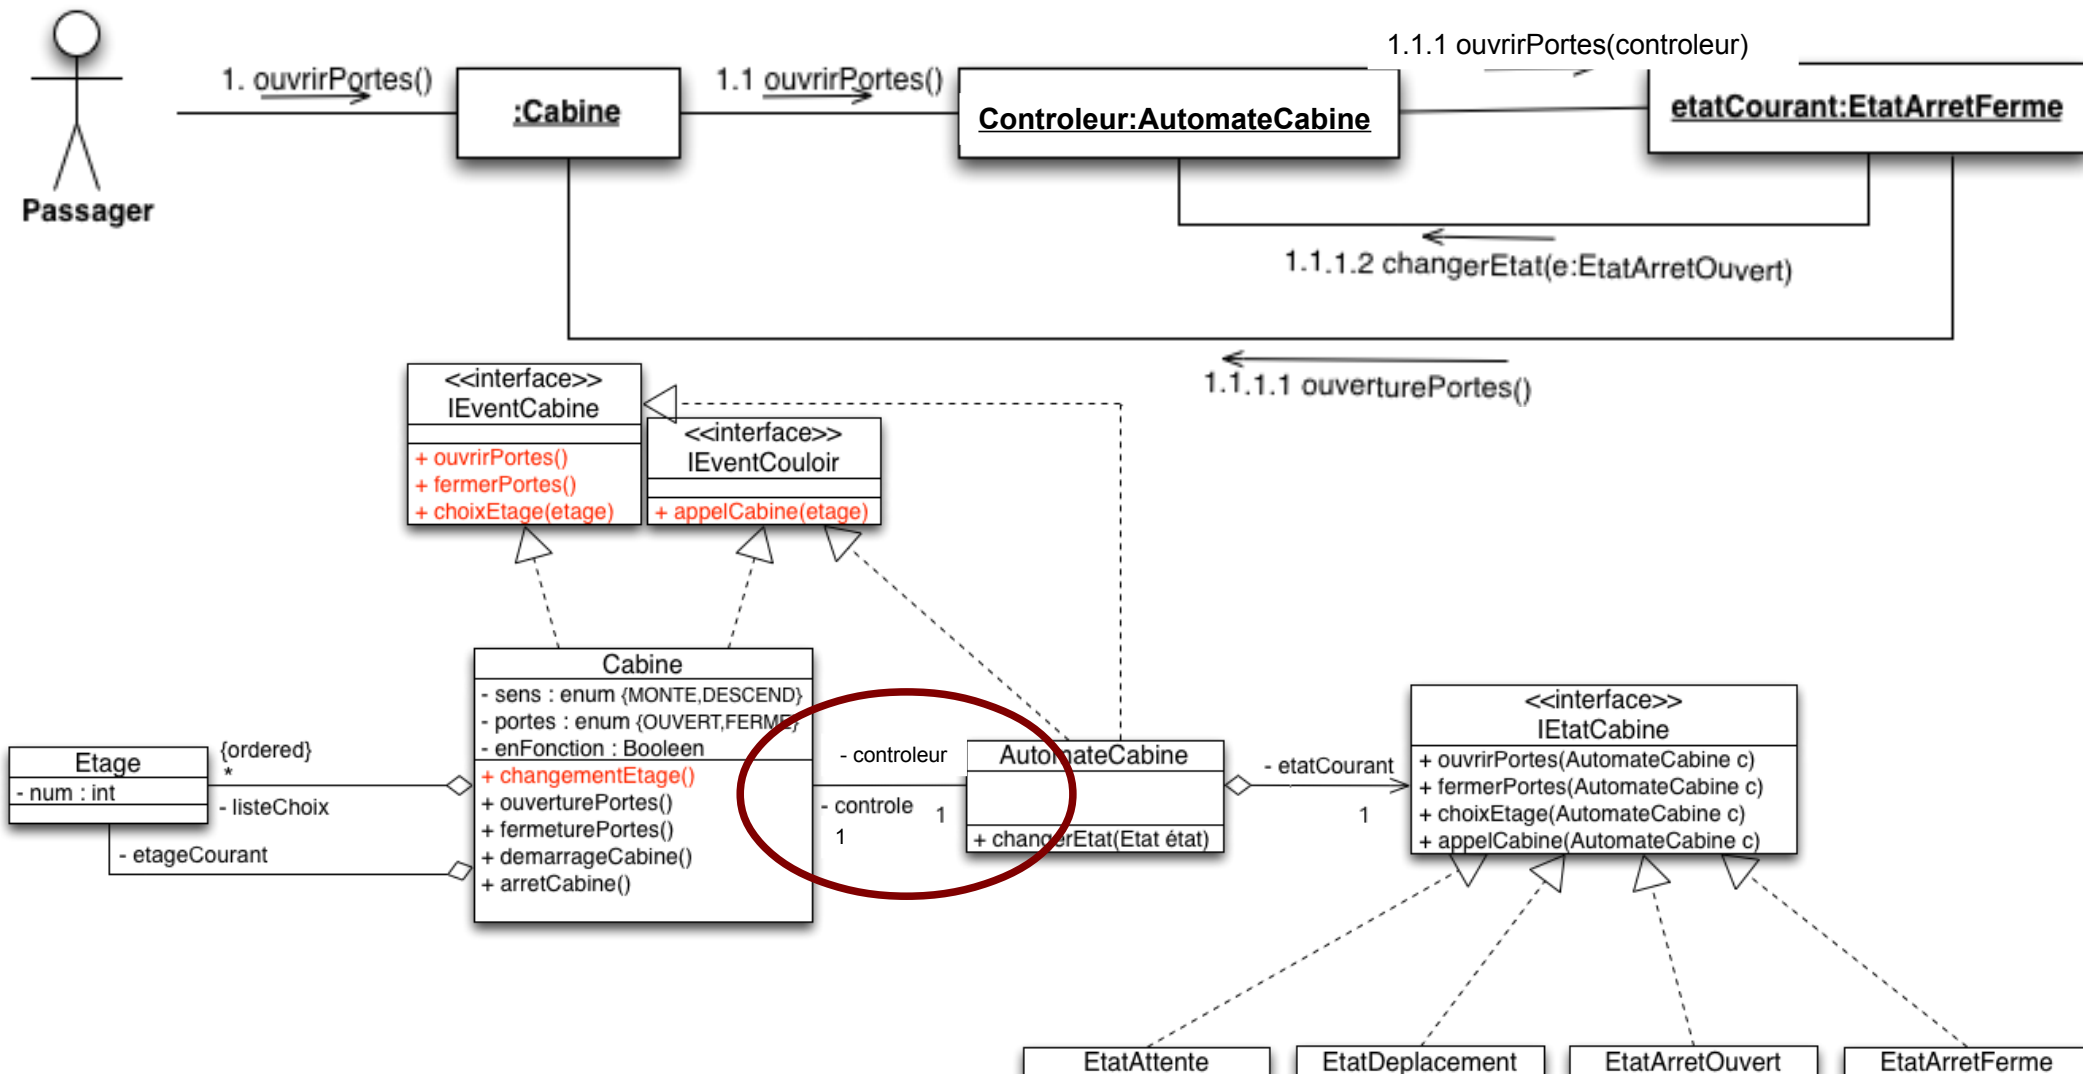 1.1.1 ouvrirPortes(controleur)
1. ouvrirPortes()
1.1 ouvrirPortes()
:Cabine
Controleur:AutomateCabine
etatCourant:EtatArretFerme
Passager
1.1.1.2 changerEtat(e:EtatArretOuvert)
1.1.1.1 ouverturePortes()
<<interface>>
IEventCabine
+ ouvrirPortes()
+ fermerPortes()
+ choixEtage(etage)
<<interface>>
IEventCouloir
+ appelCabine(etage)
Cabine
- sens : enum {MONTE,DESCEND}
- portes : enum {OUVERT,FERME}
- enFonction : Booleen
+ changementEtage()
+ ouverturePortes()
+ fermeturePortes()
+ demarrageCabine()
+ arretCabine()
Etage
- num : int
{ordered}
*
- listeChoix
- etageCourant
- controleur
- controle
1
1
AutomateCabine
+ changerEtat(Etat état)
- etatCourant
1
<<interface>>
IEtatCabine
+ ouvrirPortes(AutomateCabine c)
+ fermerPortes(AutomateCabine c)
+ choixEtage(AutomateCabine c)
+ appelCabine(AutomateCabine c)
EtatAttente
EtatDeplacement
EtatArretOuvert
EtatArretFerme